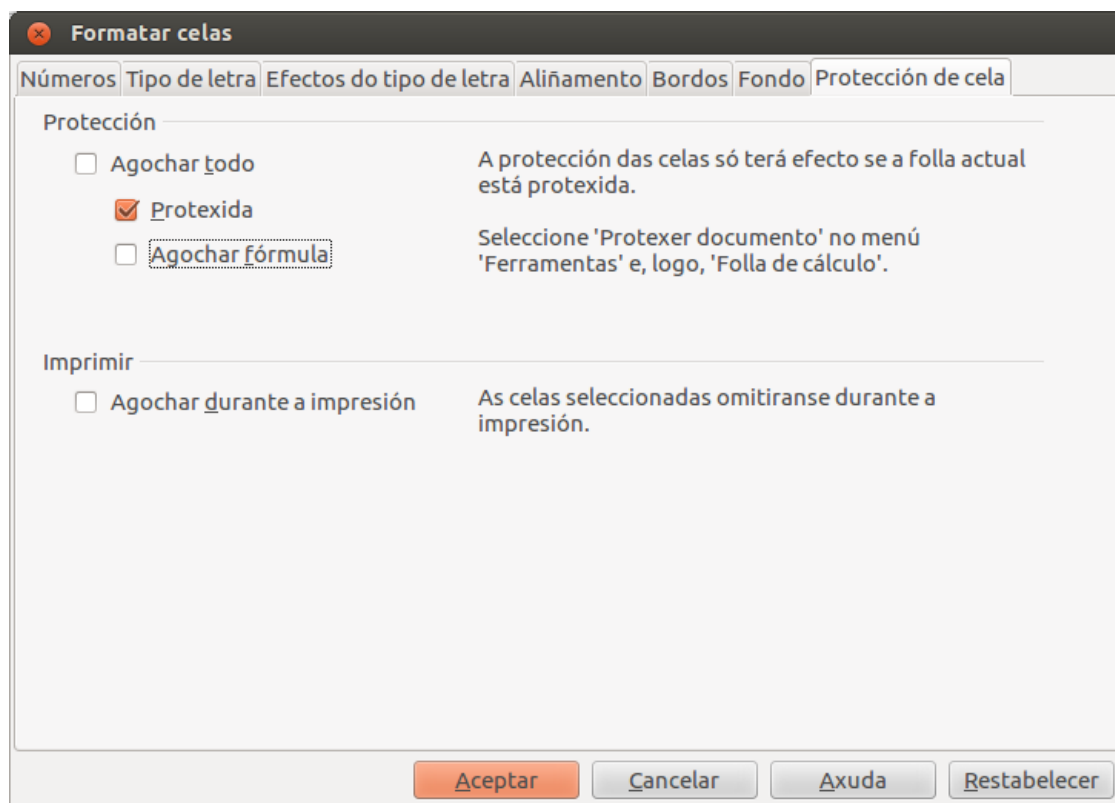 Formatar celas
Números Tipo de letra Efectos do tipo de letra Aliñamento Bordos Fondo Protección de cela
Protección
Agochar todo
Protexida
Agochar fórmula
A protección das celas só terá efecto se a folla actual
está protexida.
Seleccione 'Protexer documento' no menú
'Ferramentas' e, logo, 'Folla de cálculo'.
Imprimir
Agochar durante a impresión
As celas seleccionadas omitiranse durante a
impresión.
Aceptar Cancelar Axuda Restabelecer